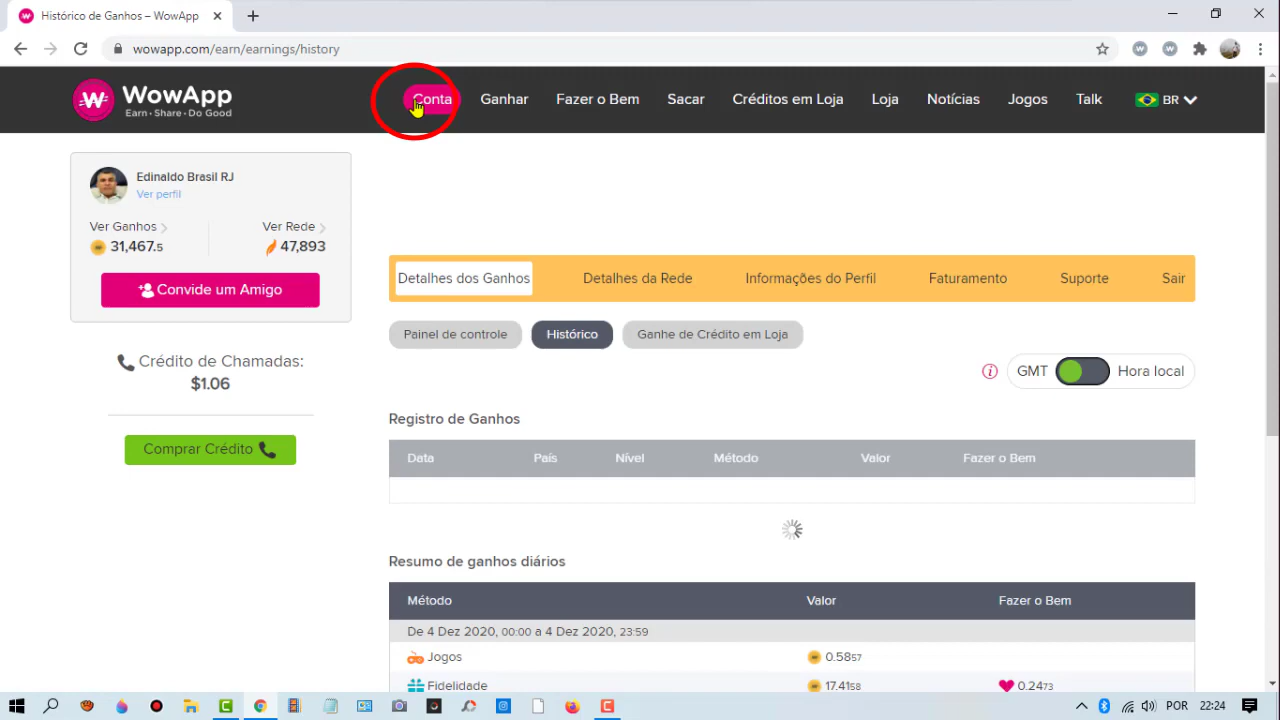 Histórico de Ganhos – WowApp
wowapp.com/earn/earnings/history
WowApp
Earn • Share • Do Good
Conta Ganhar Fazer o Bem Sacar Créditos em Loja Loja Notícias Jogos Talk BR
Edinaldo Brasil RJ
Ver perfil
Ver Ganhos Ver Rede
31,467.5 47,893
Convide um Amigo
Crédito de Chamadas:
$1.06
Comprar Crédito
Detalhes dos Ganhos Detalhes da Rede Informações do Perfil Faturamento Suporte Sair
Painel de controle Histórico Ganhe de Crédito em Loja
GMT Hora local
Registro de Ganhos
Data País Nível Método Valor Fazer o Bem
Resumo de ganhos diários
Método Valor Fazer o Bem
De 4 Dez 2020, 00:00 a 4 Dez 2020, 23:59
Jogos 0.5857
Fidelidade 17.4158 0.2473
POR 22:24